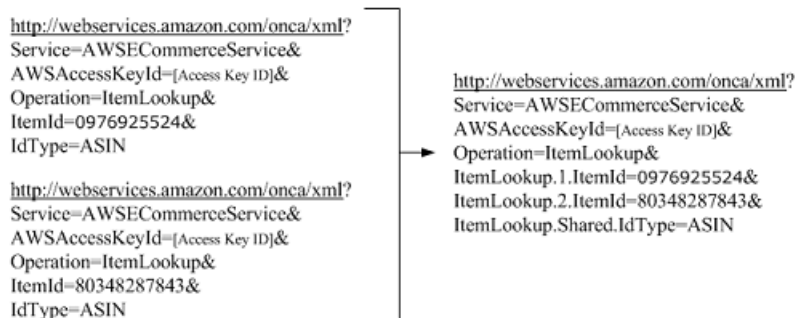 http://webservices.amazon.com/onca/xml?
Service=AWSECommerceService&
AWSAccessKeyId=[Access Key ID]&
Operation=ItemLookup&
ItemId=0976925524&
IdType=ASIN
http://webservices.amazon.com/onca/xml?
Service=AWSECommerceService&
AWSAccessKeyId=[Access Key ID]&
Operation=ItemLookup&
ItemId=80348287843&
IdType=ASIN
http://webservices.amazon.com/onca/xml?
Service=AWSECommerceService&
AWSAccessKeyId=[Access Key ID]&
Operation=ItemLookup&
ItemLookup.1.ItemId=0976925524&
ItemLookup.2.ItemId=80348287843&
ItemLookup.Shared.IdType=ASIN